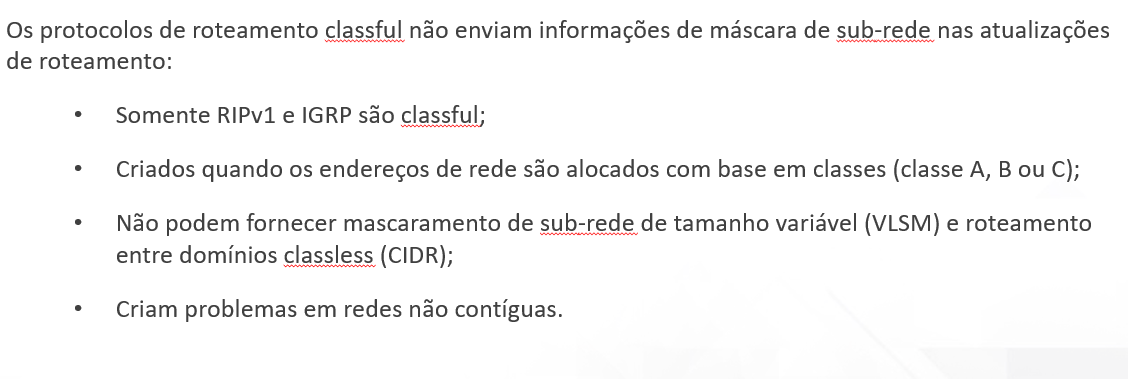 Os protocolos de roteamento classful não enviam informações de máscara de sub-rede nas atualizações
de roteamento:
• Somente RIPv1 e IGRP são classful;
• Criados quando os endereços de rede são alocados com base em classes (classe A, B ou C);
• Não podem fornecer mascaramento de sub-rede de tamanho variável (VLSM) e roteamento
entre domínios classless (CIDR);
• Criam problemas em redes não contíguas.